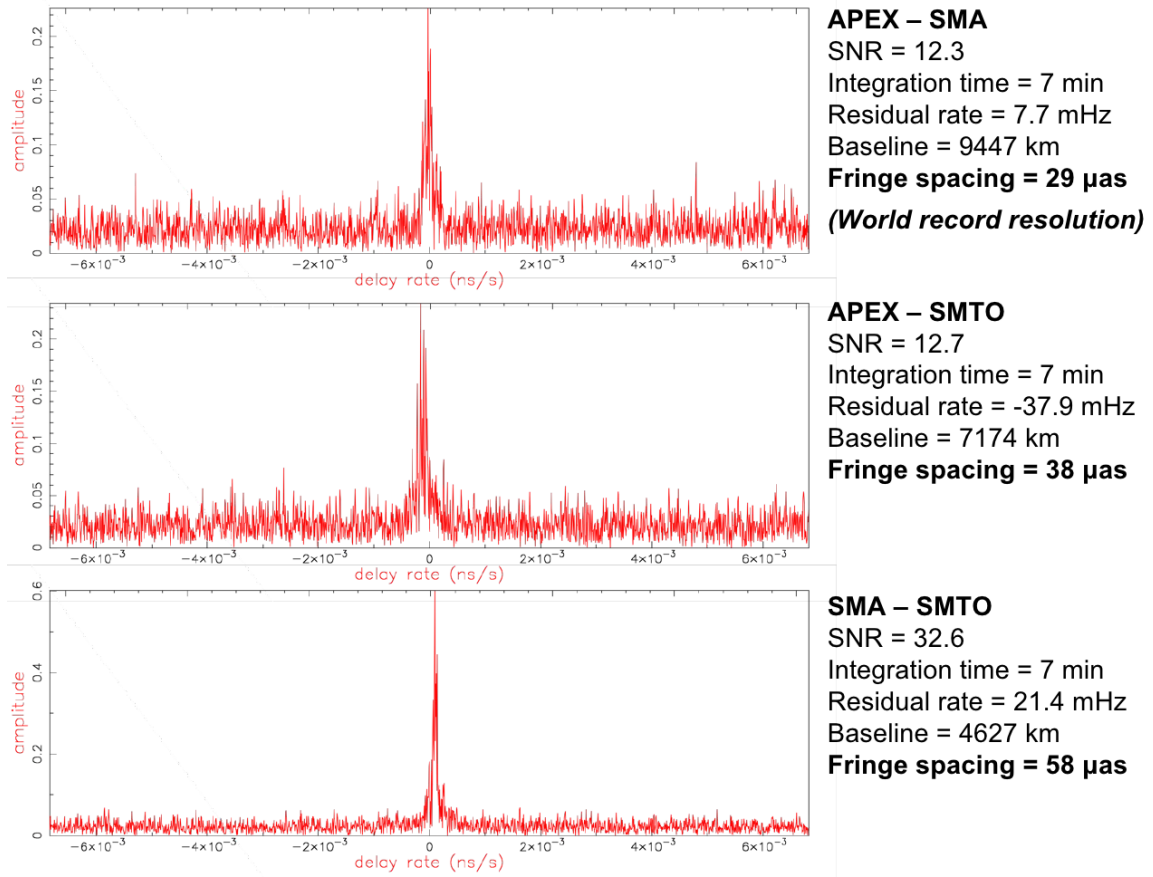 0.2
0.15
0.1
0.05
0
amplitude
−6×10⁻³ −4×10⁻³ −2×10⁻³ 0 2×10⁻³ 4×10⁻³ 6×10⁻³
delay rate (ns/s)
APEX – SMA
SNR = 12.3
Integration time = 7 min
Residual rate = 7.7 mHz
Baseline = 9447 km
Fringe spacing = 29 µas
(World record resolution)
0.2
0.15
0.1
0.05
0
amplitude
−6×10⁻³ −4×10⁻³ −2×10⁻³ 0 2×10⁻³ 4×10⁻³ 6×10⁻³
delay rate (ns/s)
APEX – SMTO
SNR = 12.7
Integration time = 7 min
Residual rate = -37.9 mHz
Baseline = 7174 km
Fringe spacing = 38 µas
0.6
0.4
0.2
0
amplitude
−6×10⁻³ −4×10⁻³ −2×10⁻³ 0 2×10⁻³ 4×10⁻³ 6×10⁻³
delay rate (ns/s)
SMA – SMTO
SNR = 32.6
Integration time = 7 min
Residual rate = 21.4 mHz
Baseline = 4627 km
Fringe spacing = 58 µas